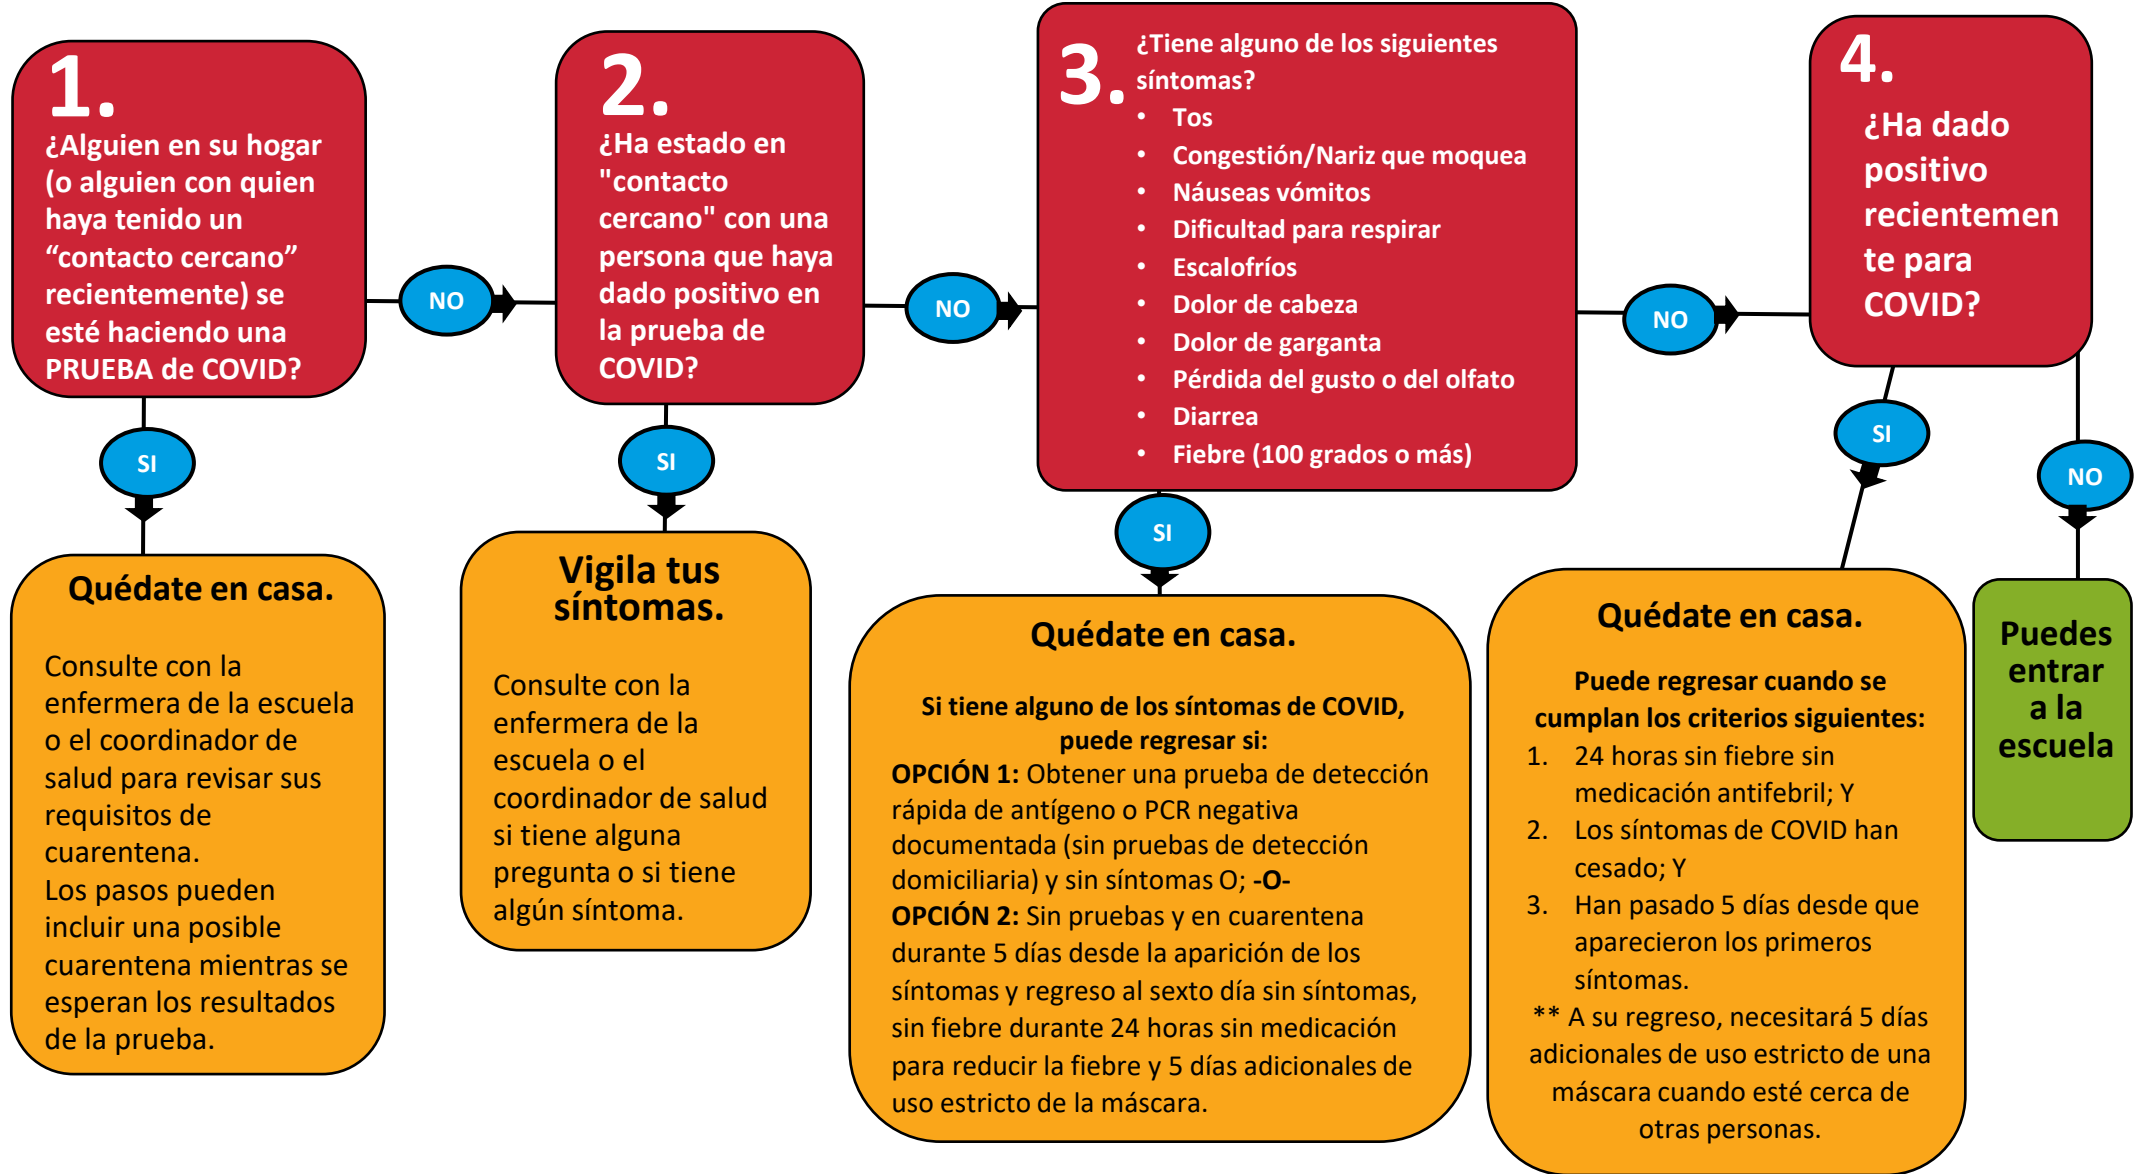 1.
¿Alguien en su hogar
(o alguien con quien
haya tenido un
“contacto cercano”
recientemente) se
esté haciendo una
PRUEBA de COVID?
NO
SI
Quédate en casa.
Consulte con la
enfermera de la escuela
o el coordinador de
salud para revisar sus
requisitos de
cuarentena.
Los pasos pueden
incluir una posible
cuarentena mientras se
esperan los resultados
de la prueba.
2.
¿Ha estado en
"contacto
cercano" con una
persona que haya
dado positivo en
la prueba de
COVID?
NO
SI
Vigila tus
síntomas.
Consulte con la
enfermera de la
escuela o el
coordinador de salud
si tiene alguna
pregunta o si tiene
algún síntoma.
3.
¿Tiene alguno de los siguientes
síntomas?
• Tos
• Congestión/Nariz que moquea
• Náuseas vómitos
• Dificultad para respirar
• Escalofríos
• Dolor de cabeza
• Dolor de garganta
• Pérdida del gusto o del olfato
• Diarrea
• Fiebre (100 grados o más)
NO
SI
Quédate en casa.
Si tiene alguno de los síntomas de COVID,
puede regresar si:
OPCIÓN 1: Obtener una prueba de detección
rápida de antígeno o PCR negativa
documentada (sin pruebas de detección
domiciliaria) y sin síntomas O; -O-
OPCIÓN 2: Sin pruebas y en cuarentena
durante 5 días desde la aparición de los
síntomas y regreso al sexto día sin síntomas,
sin fiebre durante 24 horas sin medicación
para reducir la fiebre y 5 días adicionales de
uso estricto de la máscara.
4.
¿Ha dado
positivo
recientemen
te para
COVID?
SI
NO
Quédate en casa.
Puede regresar cuando se
cumplan los criterios siguientes:
1. 24 horas sin fiebre sin
medicación antifebril; Y
2. Los síntomas de COVID han
cesado; Y
3. Han pasado 5 días desde que
aparecieron los primeros
síntomas.
** A su regreso, necesitará 5 días
adicionales de uso estricto de una
máscara cuando esté cerca de
otras personas.
Puedes
entrar
a la
escuela